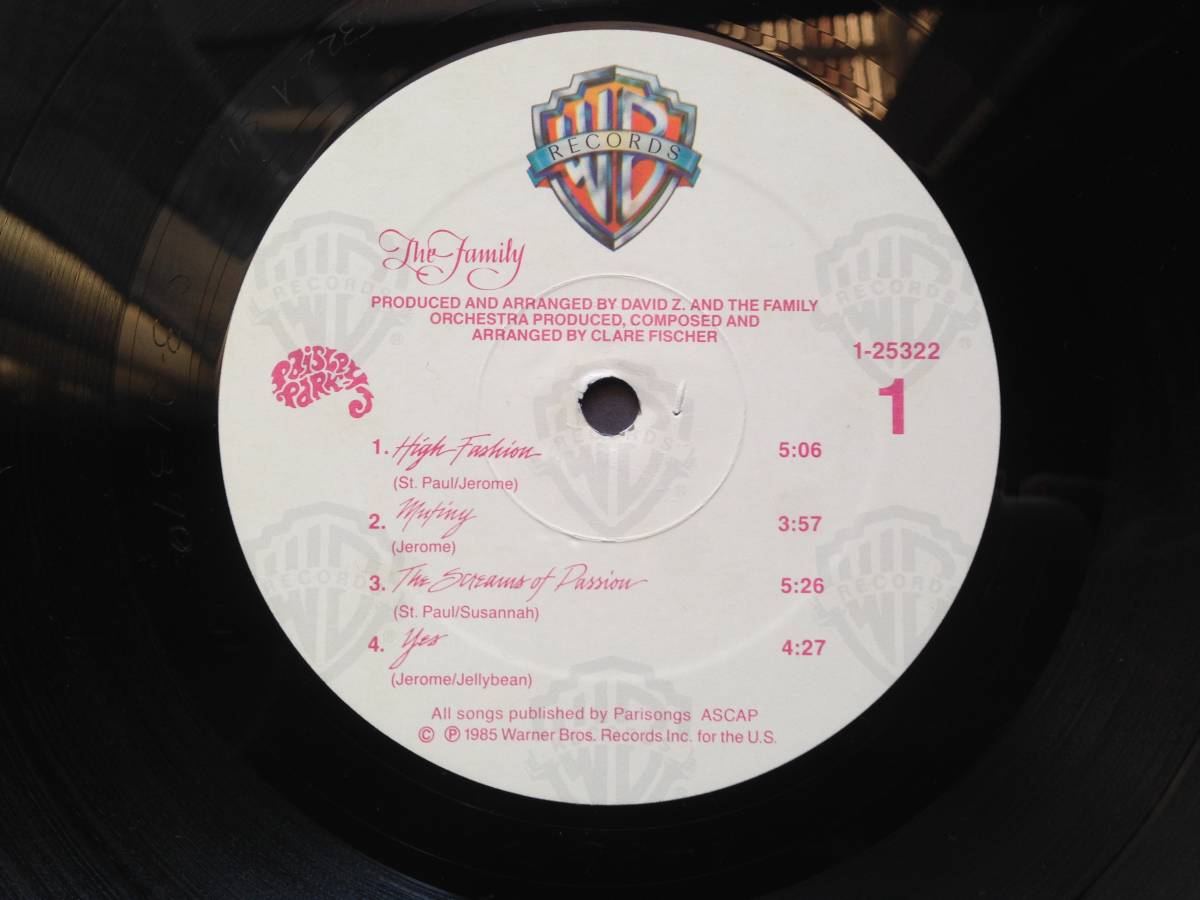 WB
RECORDS
The Family
PRODUCED AND ARRANGED BY DAVID Z. AND THE FAMILY
ORCHESTRA PRODUCED, COMPOSED AND
ARRANGED BY CLARE FISCHER
PAISLEY
PARK
1-25322
1
1. High Fashion 5:06
(St. Paul/Jerome)
2. Mutiny 3:57
(Jerome)
3. The Screams of Passion 5:26
(St. Paul/Susannah)
4. Yes 4:27
(Jerome/Jellybean)
All songs published by Parisongs ASCAP
© ℗ 1985 Warner Bros. Records Inc. for the U.S.